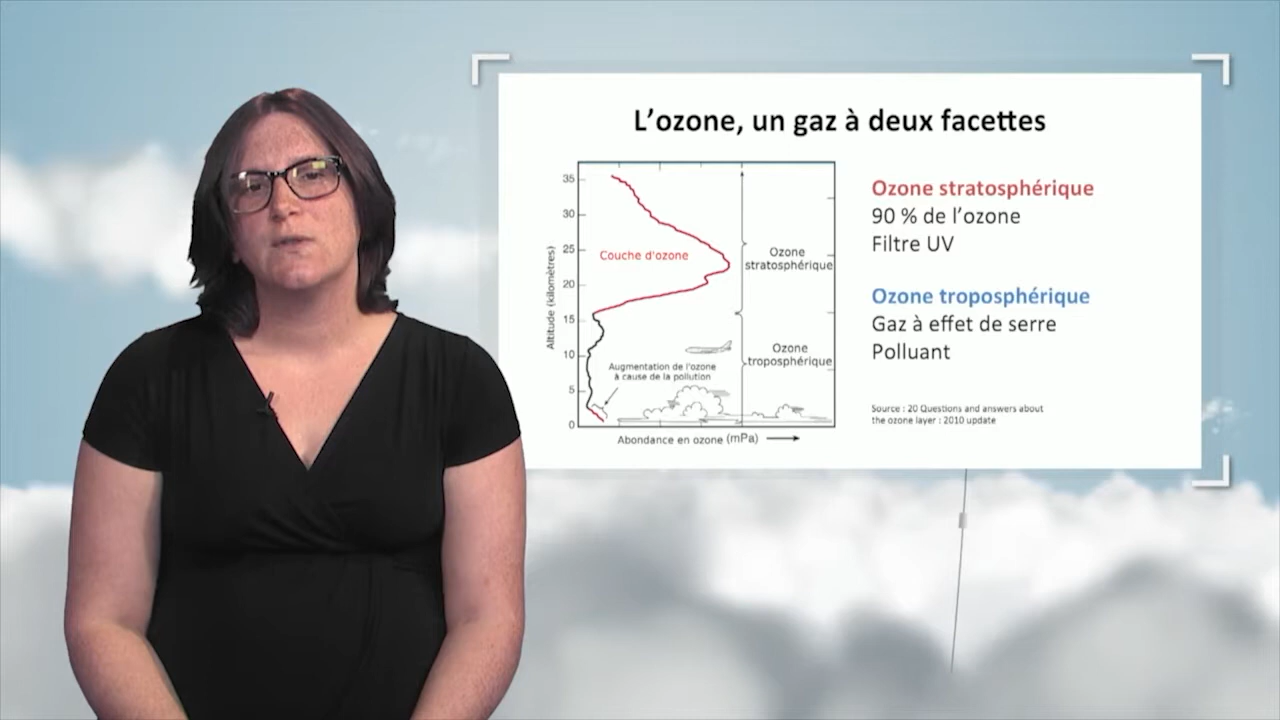 L’ozone, un gaz à deux facettes
35
30
25
20
15
10
5
0
Altitude (kilomètres)
Couche d'ozone
Ozone
stratosphérique
Ozone
troposphérique
Augmentation de l'ozone
à cause de la pollution
Abondance en ozone (mPa)
Ozone stratosphérique
90 % de l’ozone
Filtre UV
Ozone troposphérique
Gaz à effet de serre
Polluant
Source : 20 Questions and answers about
the ozone layer : 2010 update